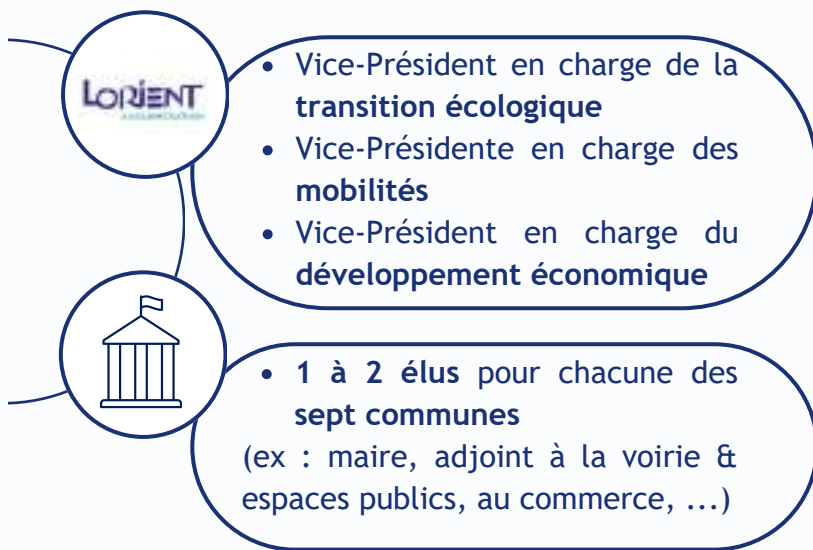 LORIENT
• Vice-Président en charge de la
transition écologique
• Vice-Présidente en charge des
mobilités
• Vice-Président en charge du
développement économique
• 1 à 2 élus pour chacune des
sept communes
(ex : maire, adjoint à la voirie &
espaces publics, au commerce, ...)